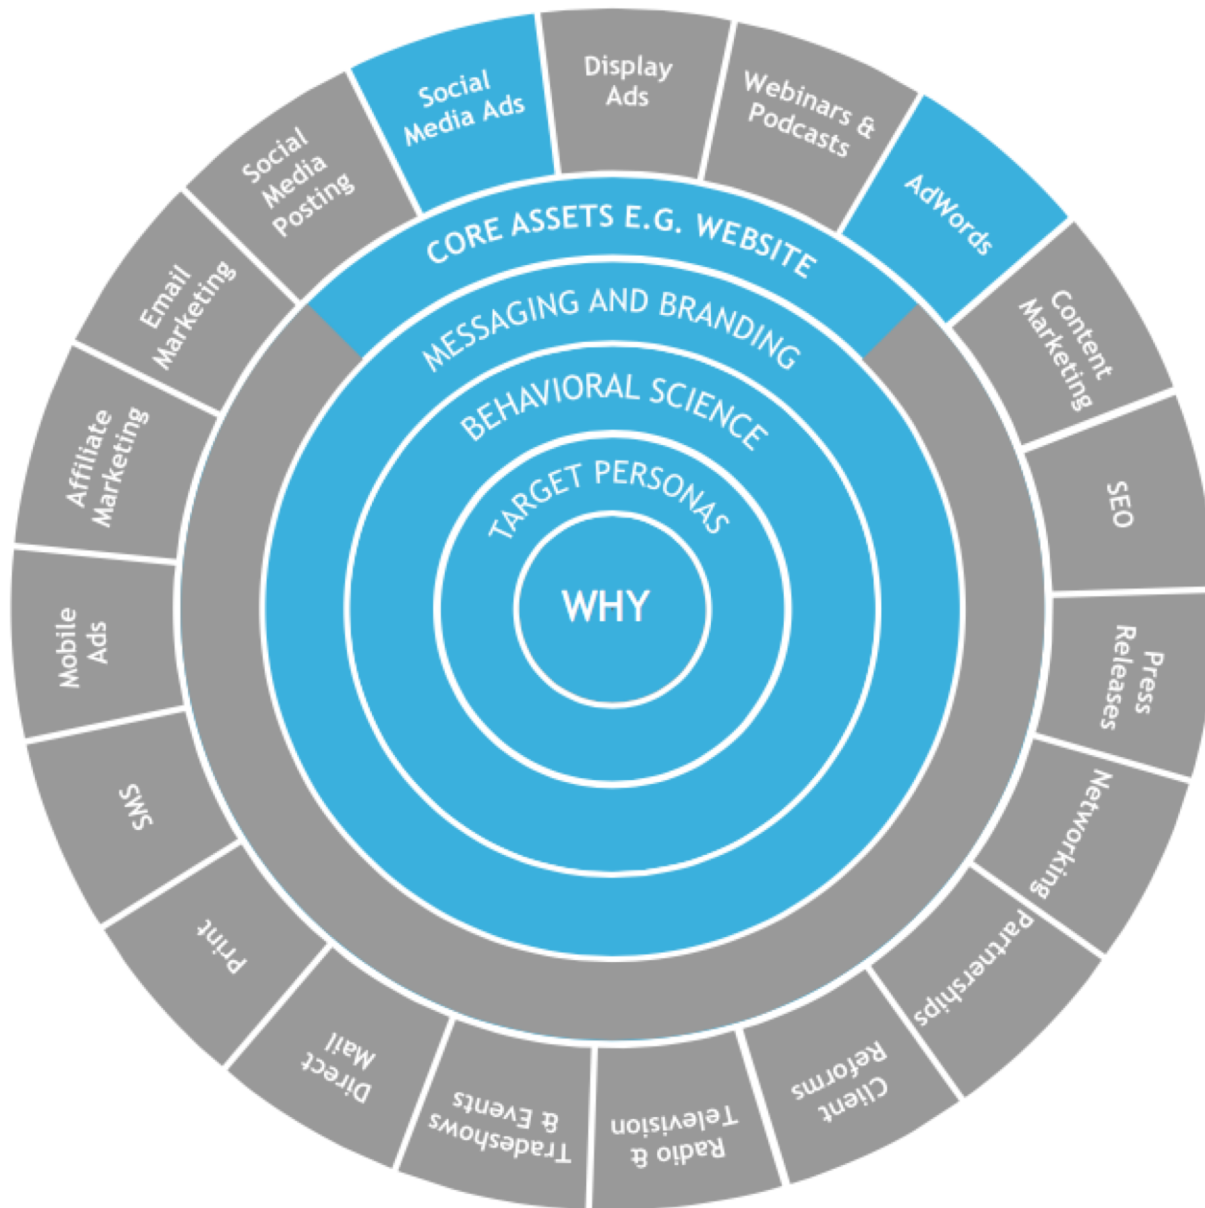 Social
Media Ads
Display
Ads
Webinars &
Podcasts
AdWords
Content
Marketing
SEO
Press
Releases
Networking
Partnerships
Client
Reforms
Radio &
Television
Tradeshows
& Events
Direct
Mail
Print
SMS
Mobile
Ads
Affiliate
Marketing
Email
Marketing
Social
Media
Posting
CORE ASSETS E.G. WEBSITE
MESSAGING AND BRANDING
BEHAVIORAL SCIENCE
TARGET PERSONAS
WHY